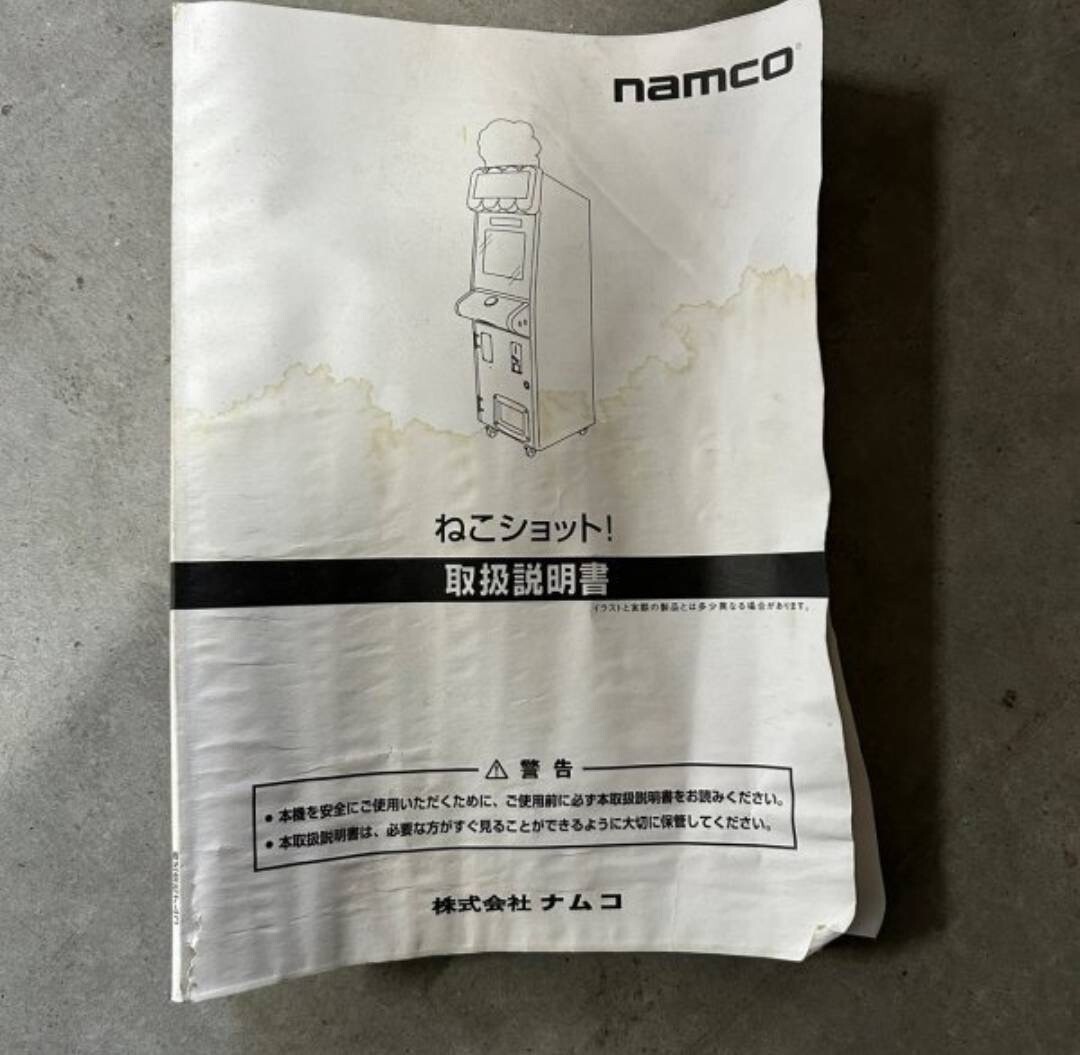 namco
ねこショット!
取扱説明書
イラストと実際の製品とは多少異なる場合があります。
⚠ 警告
• 本機を安全にご使用いただくために、ご使用前に必ず本取扱説明書をお読みください。
• 本取扱説明書は、必要な方がすぐ見ることができるように大切に保管してください。
株式会社 ナムコ